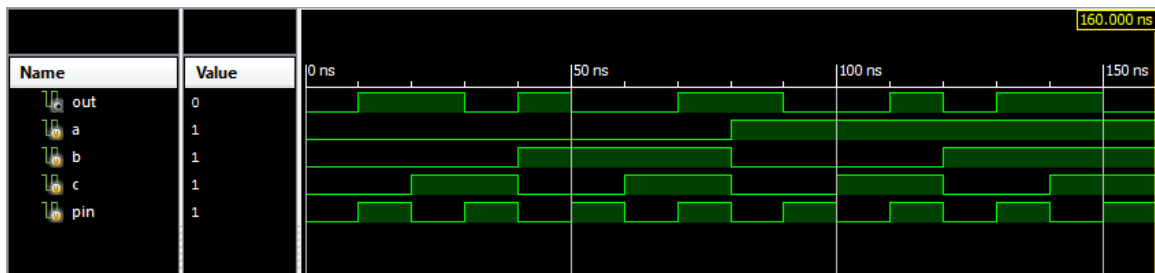 160.000 ns
Name Value 0 ns 50 ns 100 ns 150 ns
out 0
a 1
b 1
c 1
pin 1